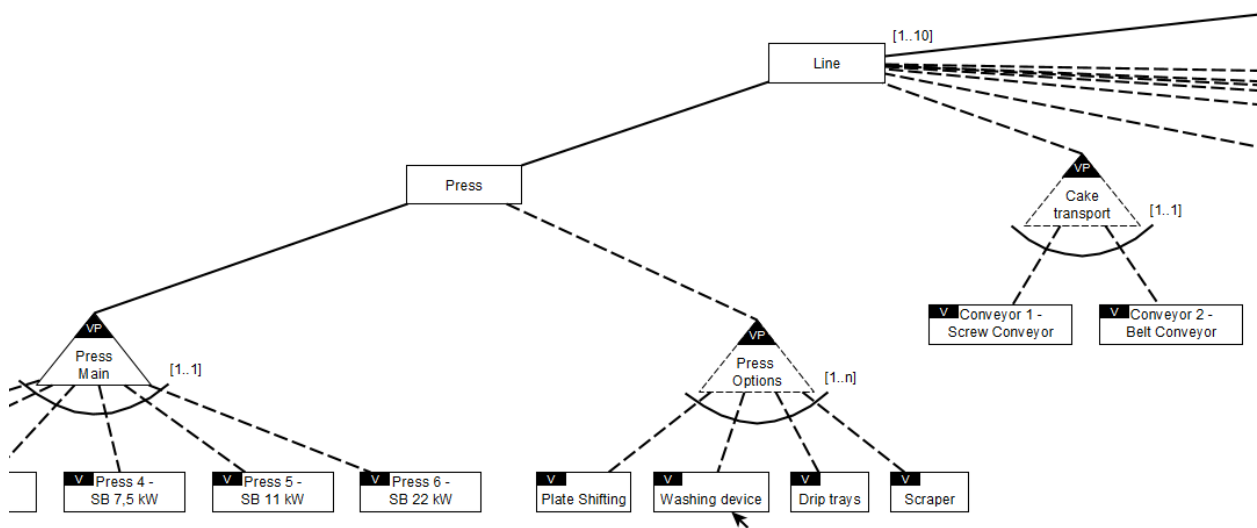 [1..10]
Line
VP
Cake
transport
[1..1]
Press
V Conveyor 1 -
Screw Conveyor
V Conveyor 2 -
Belt Conveyor
VP
Press
Main
[1..1]
VP
Press
Options
[1..n]
V Press 4 -
SB 7,5 kW
V Press 5 -
SB 11 kW
V Press 6 -
SB 22 kW
V
Plate Shifting
V
Washing device
V
Drip trays
V
Scraper